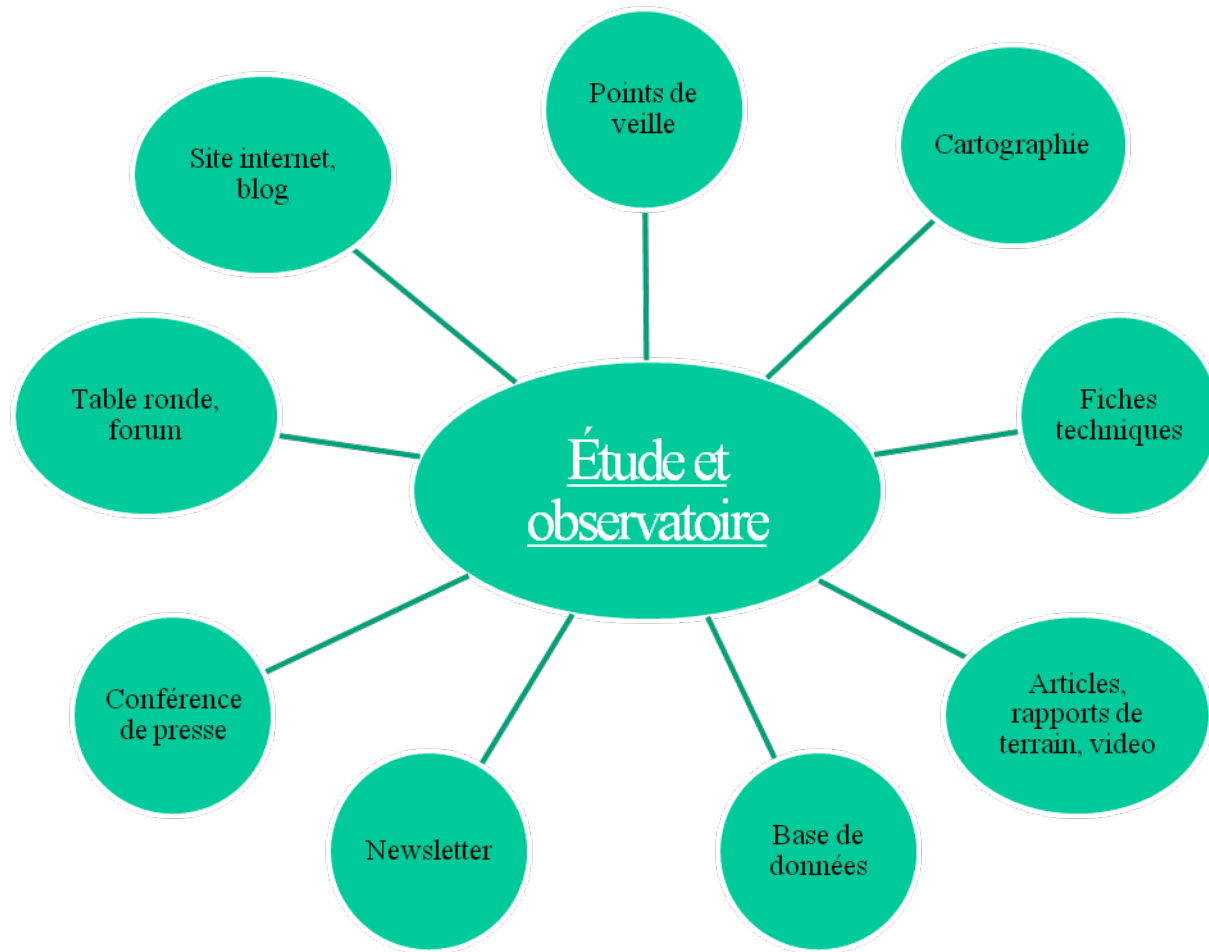 Points de
veille
Cartographie
Site internet,
blog
Table ronde,
forum
Fiches
techniques
Étude et
observatoire
Conférence
de presse
Articles,
rapports de
terrain, video
Newsletter
Base de
données